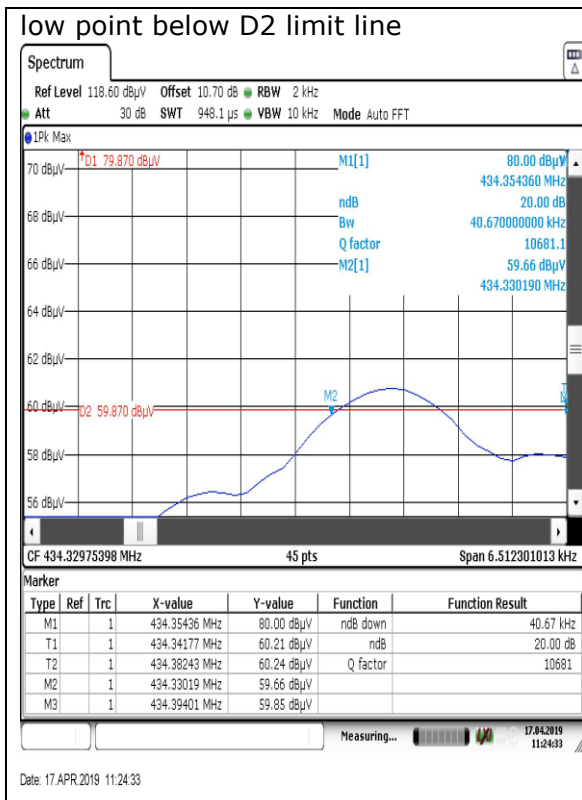 low point below D2 limit line
Spectrum
Ref Level 118.60 dBµV Offset 10.70 dB RBW 2 kHz
Att 30 dB SWT 948.1 µs VBW 10 kHz Mode Auto FFT
1Pk Max
D1 79.870 dBµV
M1[1] 80.00 dBµV
434.354360 MHz
ndB 20.00 dB
Bw 40.670000000 kHz
Q factor 10681.1
M2[1] 59.66 dBµV
434.330190 MHz
70 dBµV
68 dBµV
66 dBµV
64 dBµV
62 dBµV
60 dBµV
58 dBµV
56 dBµV
D2 59.870 dBµV
M2
CF 434.32975398 MHz 45 pts Span 6.512301013 kHz
Marker
Type Ref Trc X-value Y-value Function Function Result
M1 1 434.35436 MHz 80.00 dBµV ndB down 40.67 kHz
T1 1 434.34177 MHz 60.21 dBµV ndB 20.00 dB
T2 1 434.38243 MHz 60.24 dBµV Q factor 10681
M2 1 434.33019 MHz 59.66 dBµV
M3 1 434.39401 MHz 59.85 dBµV
Measuring... LXI 17.04.2019
11:24:33
Date: 17.APR.2019 11:24:33